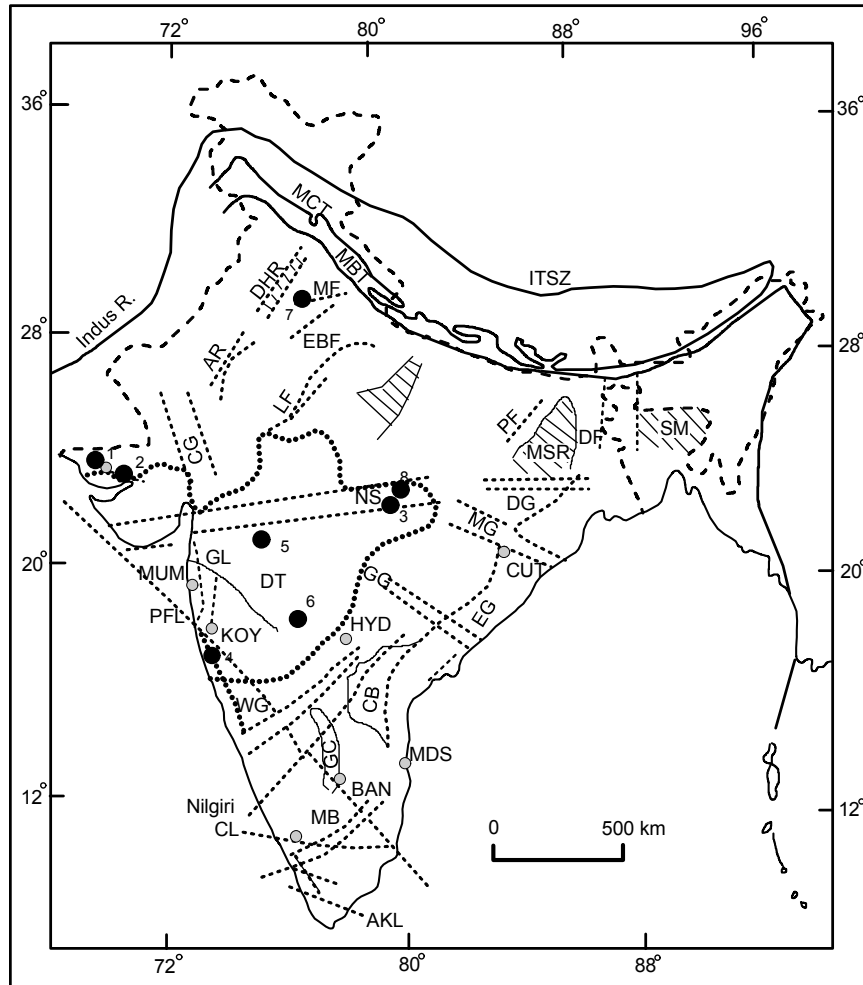 72° 80° 88° 96°
36° 36°
MCT
MBT
ITSZ
DHR
MF
7
Indus R.
28° 28°
EBF
AR
LF
PF
MSR
DF
SM
1
2
CG
8
NS
3
DG
MG
5
20° 20°
GL
MUM
DT
GG
CUT
PFL
6
EG
KOY
HYD
4
WG
CB
GC
MDS
BAN
12° 12°
Nilgiri
MB
CL
0 500 km
AKL
72° 80° 88°